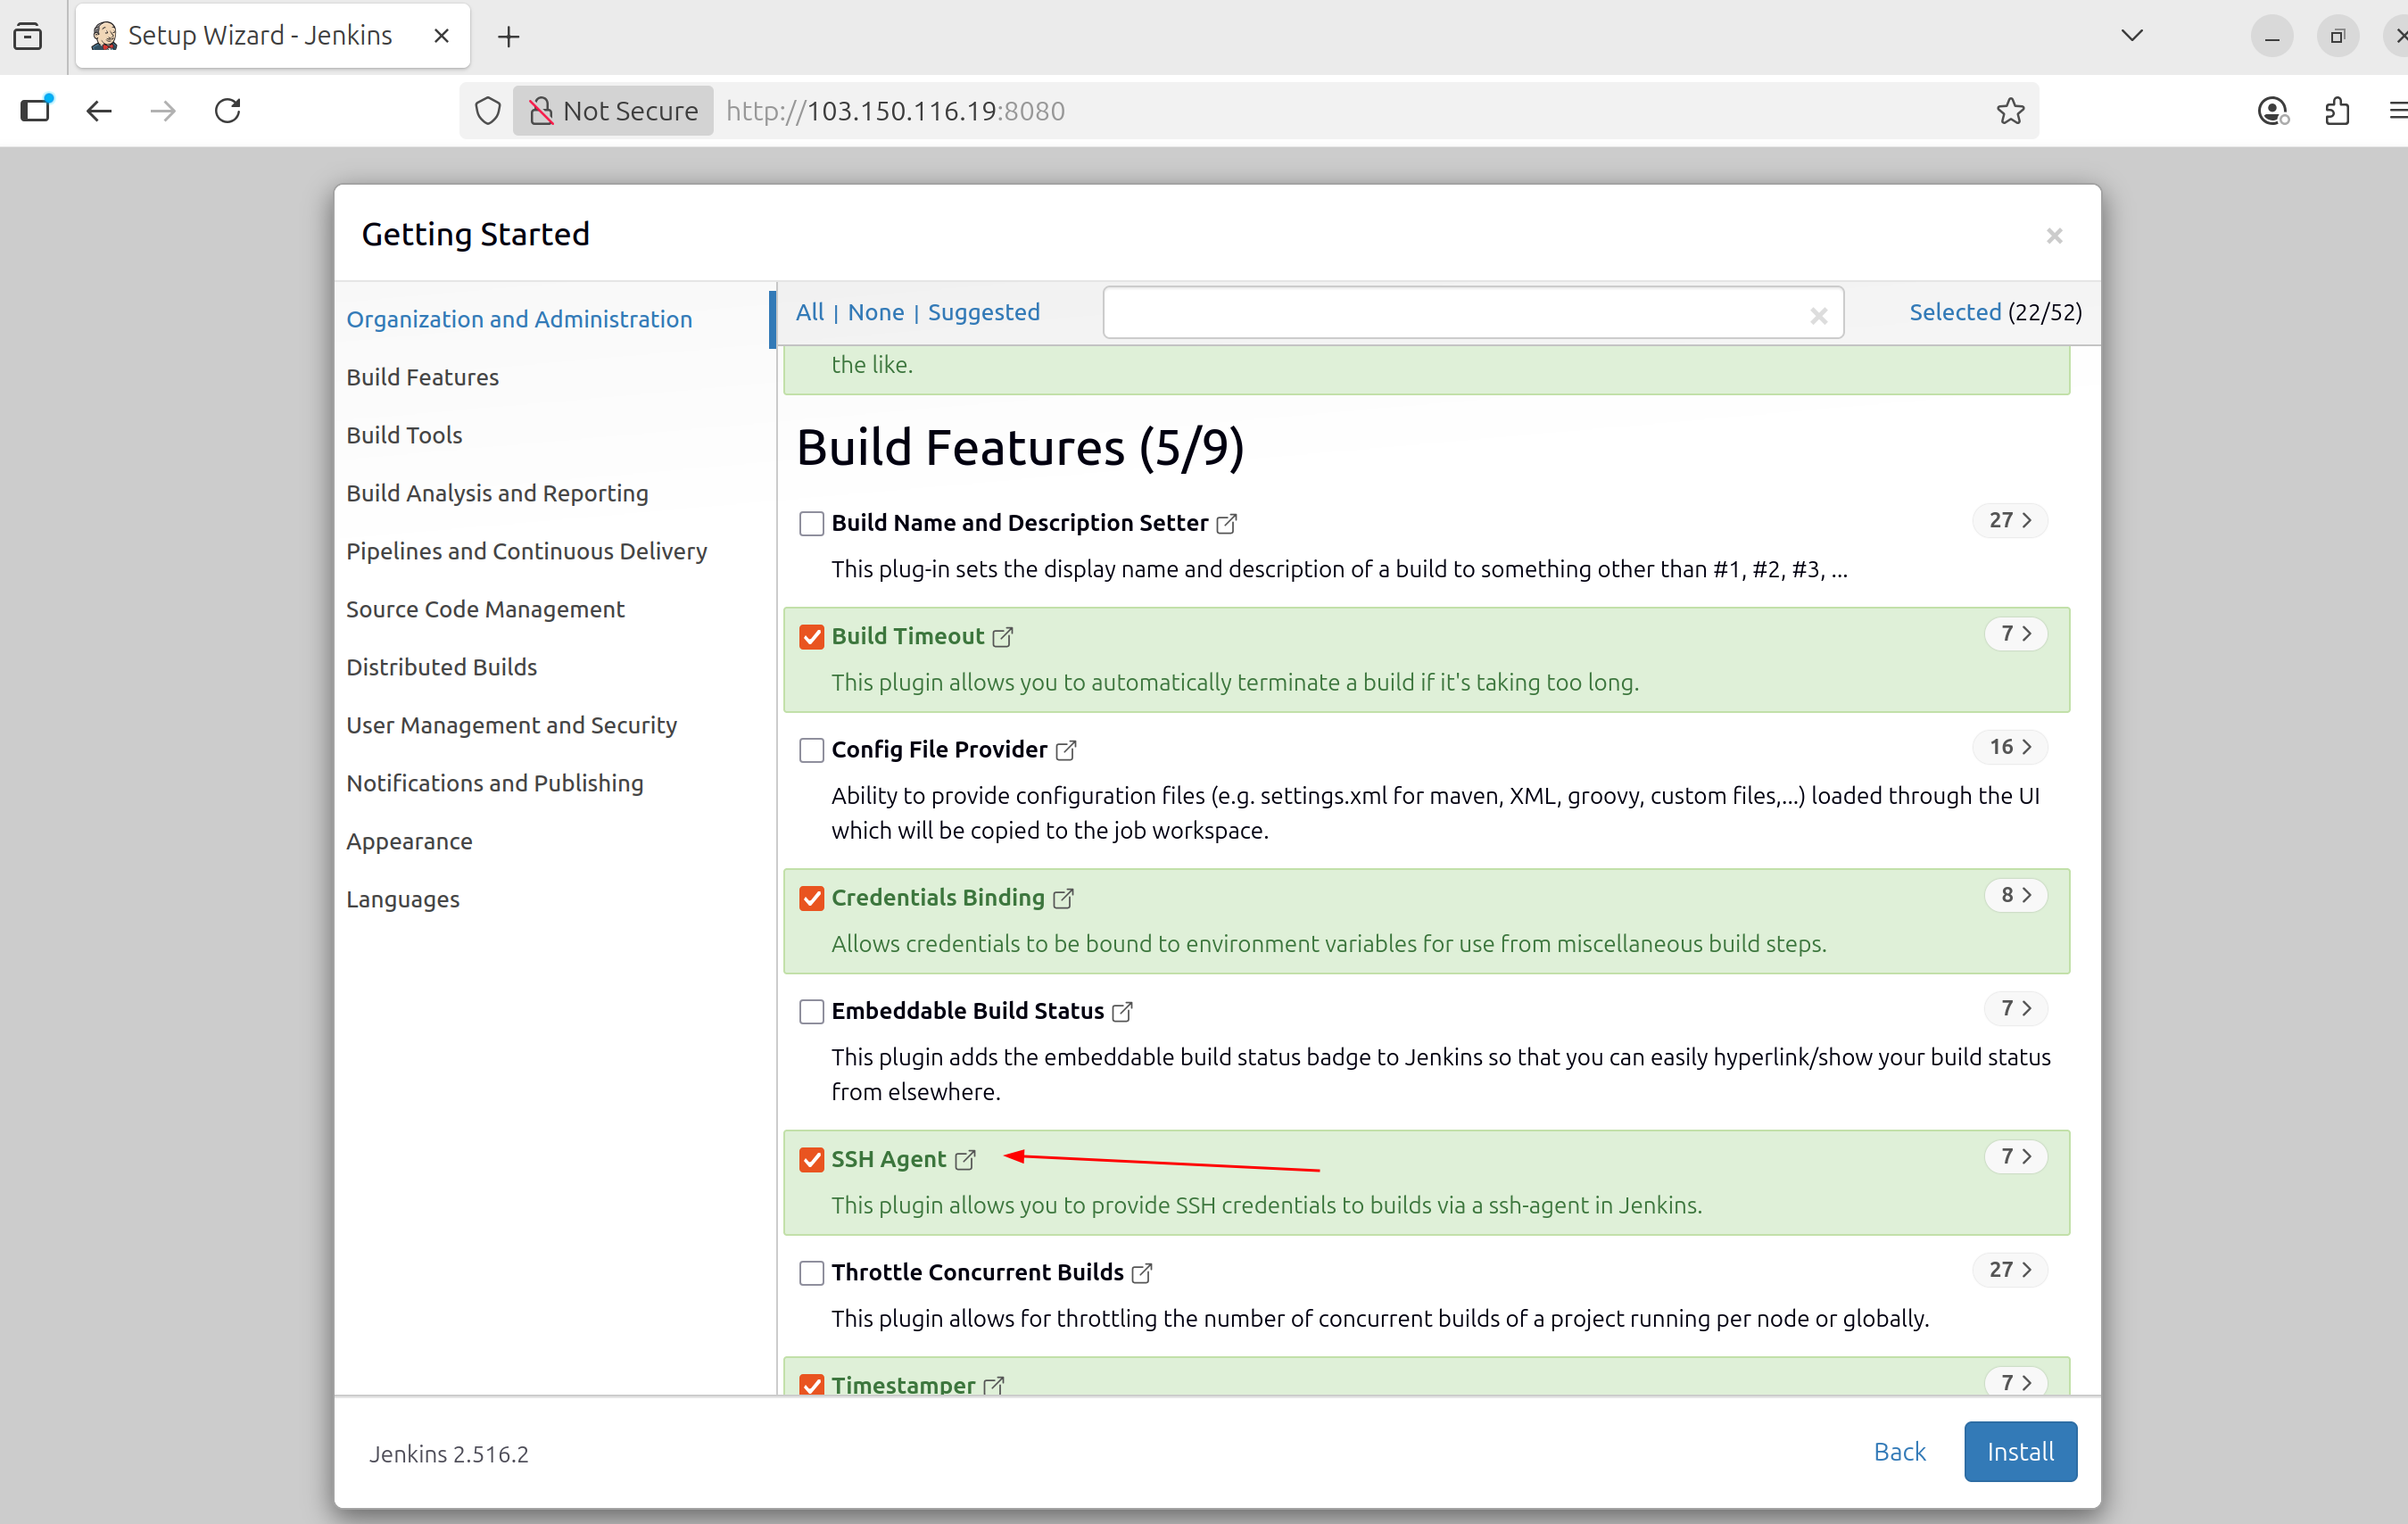 Setup Wizard - Jenkins
Not Secure http://103.150.116.19:8080
Getting Started
Organization and Administration
Build Features
Build Tools
Build Analysis and Reporting
Pipelines and Continuous Delivery
Source Code Management
Distributed Builds
User Management and Security
Notifications and Publishing
Appearance
Languages
All | None | Suggested
Selected (22/52)
the like.
Build Features (5/9)
Build Name and Description Setter
27
This plug-in sets the display name and description of a build to something other than #1, #2, #3, ...
Build Timeout
7
This plugin allows you to automatically terminate a build if it's taking too long.
Config File Provider
16
Ability to provide configuration files (e.g. settings.xml for maven, XML, groovy, custom files,...) loaded through the UI
which will be copied to the job workspace.
Credentials Binding
8
Allows credentials to be bound to environment variables for use from miscellaneous build steps.
Embeddable Build Status
7
This plugin adds the embeddable build status badge to Jenkins so that you can easily hyperlink/show your build status
from elsewhere.
SSH Agent
7
This plugin allows you to provide SSH credentials to builds via a ssh-agent in Jenkins.
Throttle Concurrent Builds
27
This plugin allows for throttling the number of concurrent builds of a project running per node or globally.
Timestamper
7
Jenkins 2.516.2
Back
Install